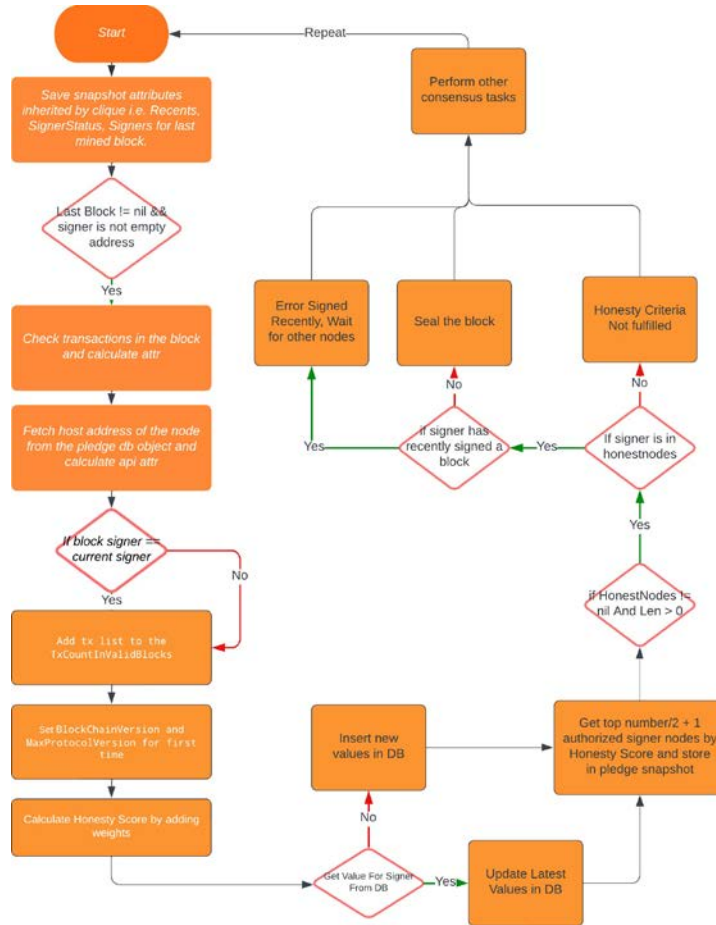 Start
Repeat
Save snapshot attributes
inherited by clique i.e. Recents,
SignerStatus, Signers for last
mined block.
Perform other
consensus tasks
Last Block != nil &&
signer is not empty
address
Yes
Check transactions in the block
and calculate attr
Error Signed
Recently, Wait
for other nodes
Seal the block
Honesty Criteria
Not fulfilled
Fetch host address of the node
from the pledge db object and
calculate api attr
No
No
Yes
if signer has
recently signed a
block
Yes
If signer is in
honestnodes
If block signer ==
current signer
No
Yes
Yes
Add tx list to the
TxCountInValidBlocks
if HonestNodes !=
nil And Len > 0
Set BlockChainVersion and
MaxProtocolVersion for first
time
Insert new
values in DB
Get top number/2 + 1
authorized signer nodes by
Honesty Score and store
in pledge snapshot
Calculate Honesty Score by adding
weights
No
Get Value For Signer
From DB
Yes
Update Latest
Values in DB